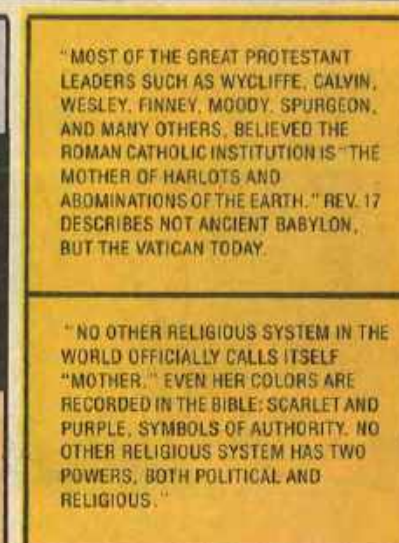 "MOST OF THE GREAT PROTESTANT
LEADERS SUCH AS WYCLIFFE, CALVIN,
WESLEY, FINNEY, MOODY, SPURGEON,
AND MANY OTHERS, BELIEVED THE
ROMAN CATHOLIC INSTITUTION IS "THE
MOTHER OF HARLOTS AND
ABOMINATIONS OF THE EARTH." REV. 17
DESCRIBES NOT ANCIENT BABYLON,
BUT THE VATICAN TODAY.
"NO OTHER RELIGIOUS SYSTEM IN THE
WORLD OFFICIALLY CALLS ITSELF
"MOTHER." EVEN HER COLORS ARE
RECORDED IN THE BIBLE: SCARLET AND
PURPLE, SYMBOLS OF AUTHORITY. NO
OTHER RELIGIOUS SYSTEM HAS TWO
POWERS, BOTH POLITICAL AND
RELIGIOUS."